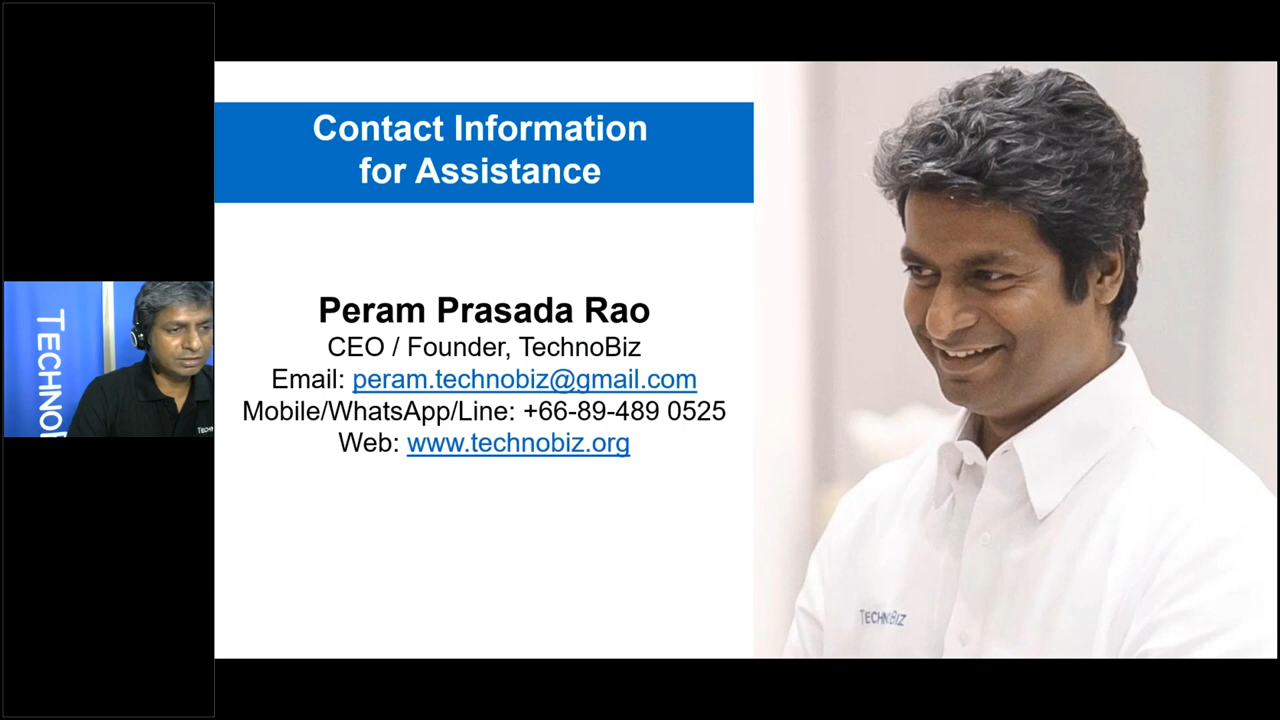 Contact Information
for Assistance
Peram Prasada Rao
CEO / Founder, TechnoBiz
Email: peram.technobiz@gmail.com
Mobile/WhatsApp/Line: +66-89-489 0525
Web: www.technobiz.org
TECHNOBIZ